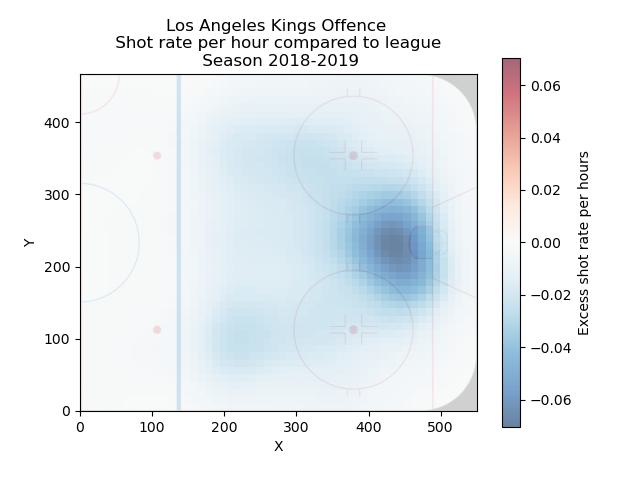 Los Angeles Kings Offence
Shot rate per hour compared to league
Season 2018-2019
400
300
200
100
0
Y
0 100 200 300 400 500
X
0.06
0.04
0.02
0.00
−0.02
−0.04
−0.06
Excess shot rate per hours